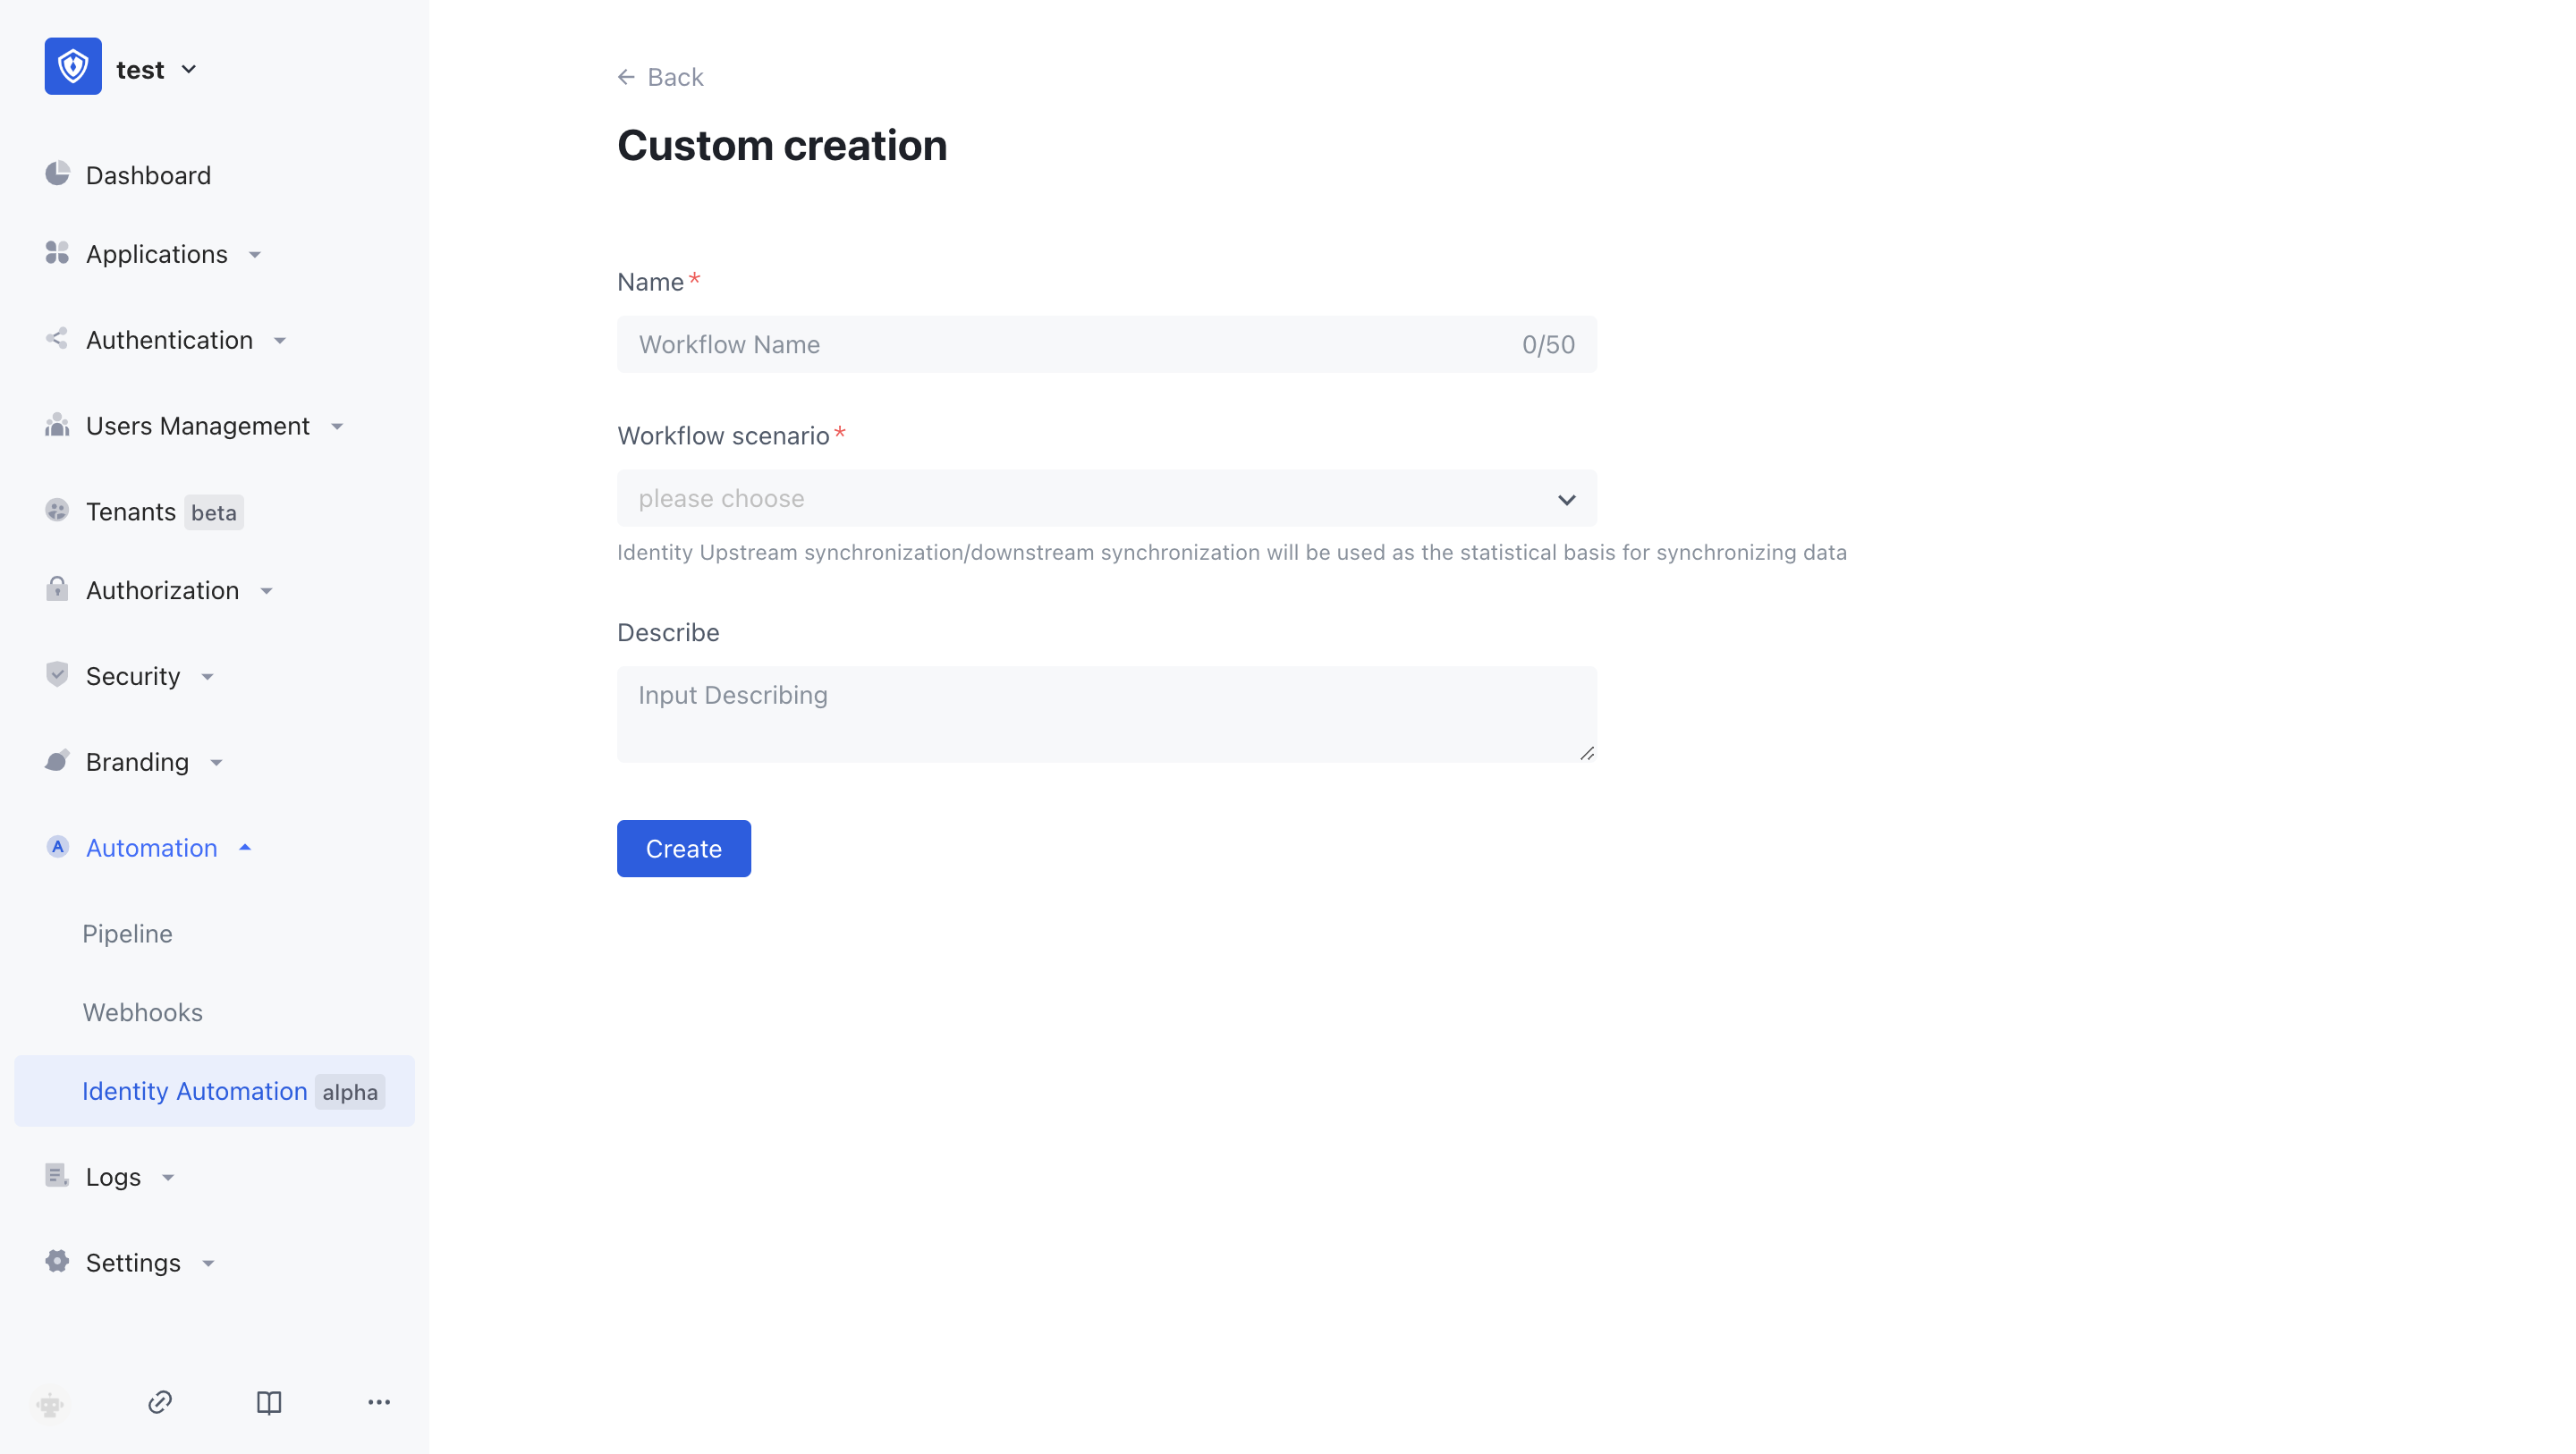 test
Dashboard
Applications
Authentication
Users Management
Tenants beta
Authorization
Security
Branding
A Automation
Pipeline
Webhooks
Identity Automation alpha
Logs
Settings
Back
Custom creation
Name*
Workflow Name 0/50
Workflow scenario*
please choose
Identity Upstream synchronization/downstream synchronization will be used as the statistical basis for synchronizing data
Describe
Input Describing
Create